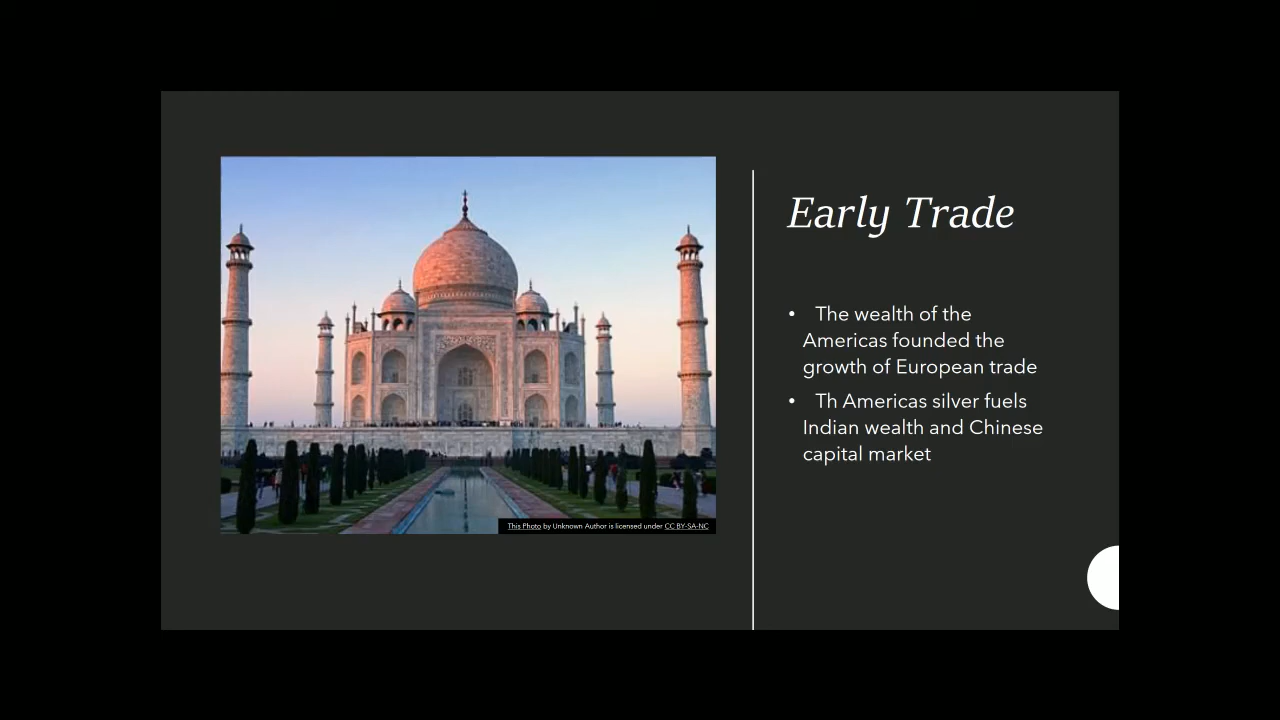 Early Trade
• The wealth of the
Americas founded the
growth of European trade
• Th Americas silver fuels
Indian wealth and Chinese
capital market
This Photo by Unknown Author is licensed under CC BY-SA-NC